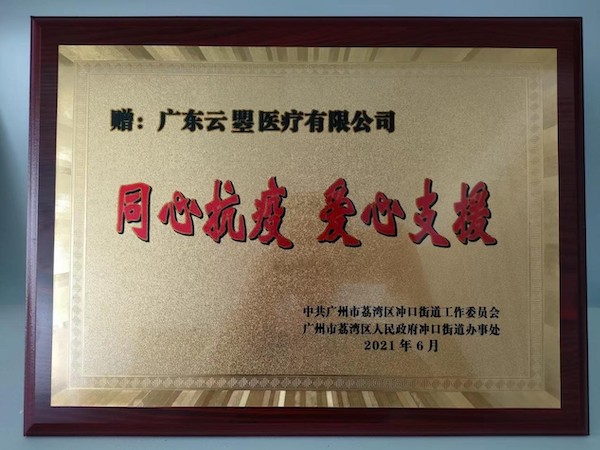 赠：广东云曌医疗有限公司
同心抗疫 爱心支援
中共广州市荔湾区冲口街道工作委员会
广州市荔湾区人民政府冲口街道办事处
2021年6月